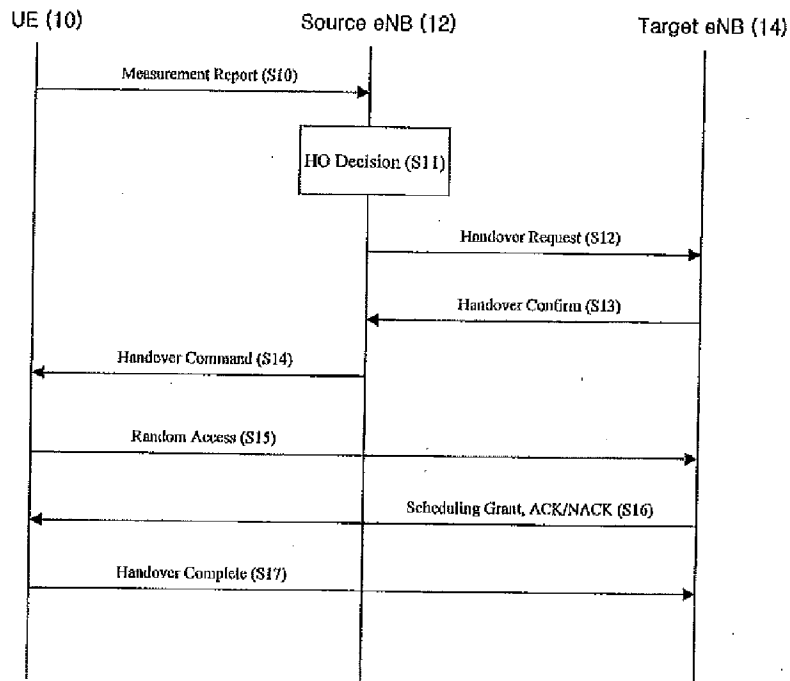 UE (10)
Source eNB (12)
Target eNB (14)
Measurement Report (S10)
HO Decision (S11)
Handover Request (S12)
Handover Confirm (S13)
Handover Command (S14)
Random Access (S15)
Scheduling Grant, ACK/NACK (S16)
Handover Complete (S17)